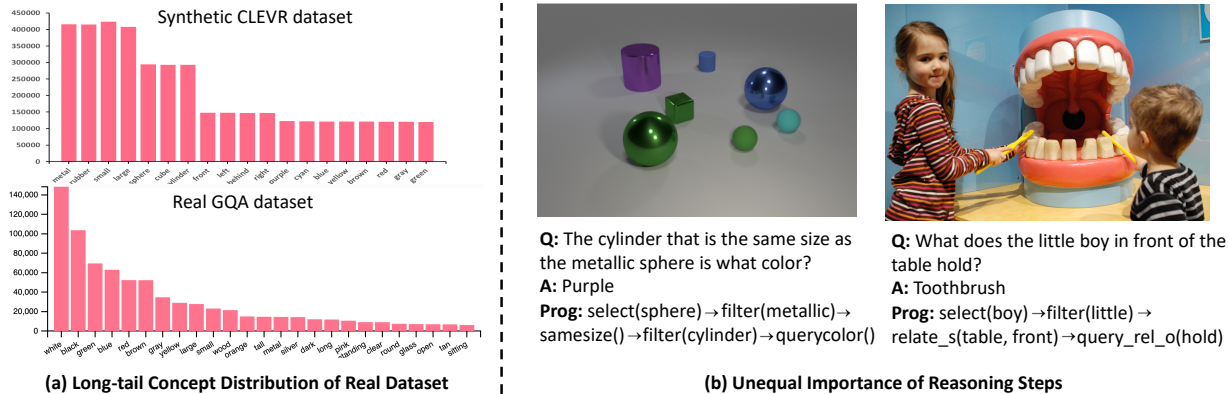 Synthetic CLEVR dataset
450000
400000
350000
300000
250000
200000
150000
100000
50000
0
metal
rubber
small
large
sphere
cube
cylinder
front
left
behind
right
purple
cyan
blue
yellow
brown
red
gray
green
Real GQA dataset
140,000
120,000
100,000
80,000
60,000
40,000
20,000
0
white
black
green
blue
red
brown
gray
yellow
large
small
wood
orange
tall
metal
silver
dark
long
pink
standing
clear
round
glass
open
tan
sitting
(a) Long-tail Concept Distribution of Real Dataset
Q: The cylinder that is the same size as
the metallic sphere is what color?
A: Purple
Prog: select(sphere)→filter(metallic)→
samesize()→filter(cylinder)→querycolor()
Q: What does the little boy in front of the
table hold?
A: Toothbrush
Prog: select(boy)→filter(little)→
relate_s(table, front)→query_rel_o(hold)
(b) Unequal Importance of Reasoning Steps